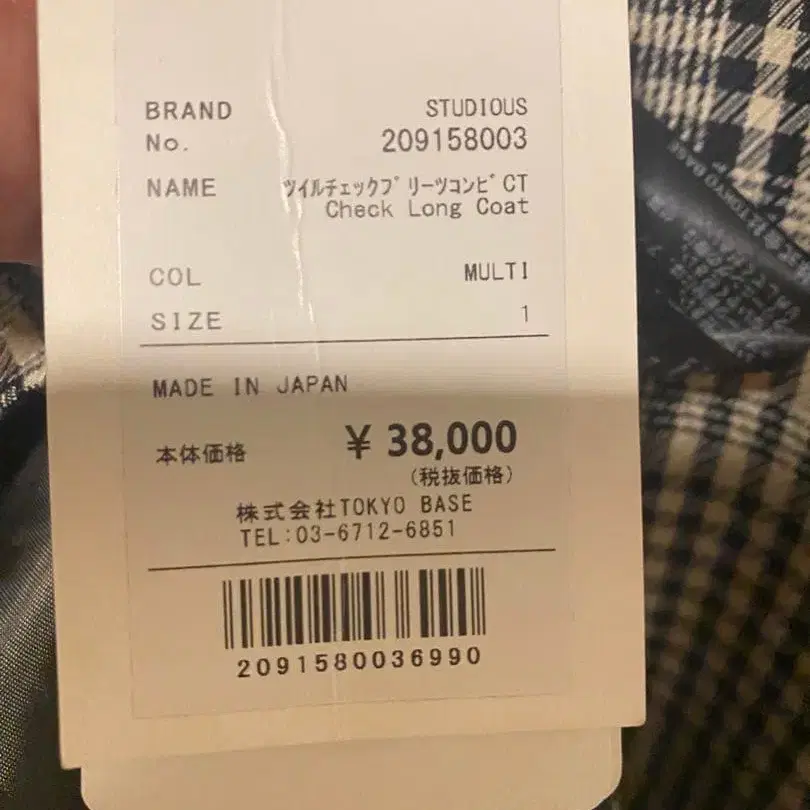 BRAND STUDIOUS
No. 209158003
NAME ツイルチェックプリーツコンビCT
Check Long Coat
COL MULTI
SIZE 1
MADE IN JAPAN
本体価格 ¥ 38,000
(税抜価格)
株式会社TOKYO BASE
TEL:03-6712-6851
2091580036990
TOKYO BASE